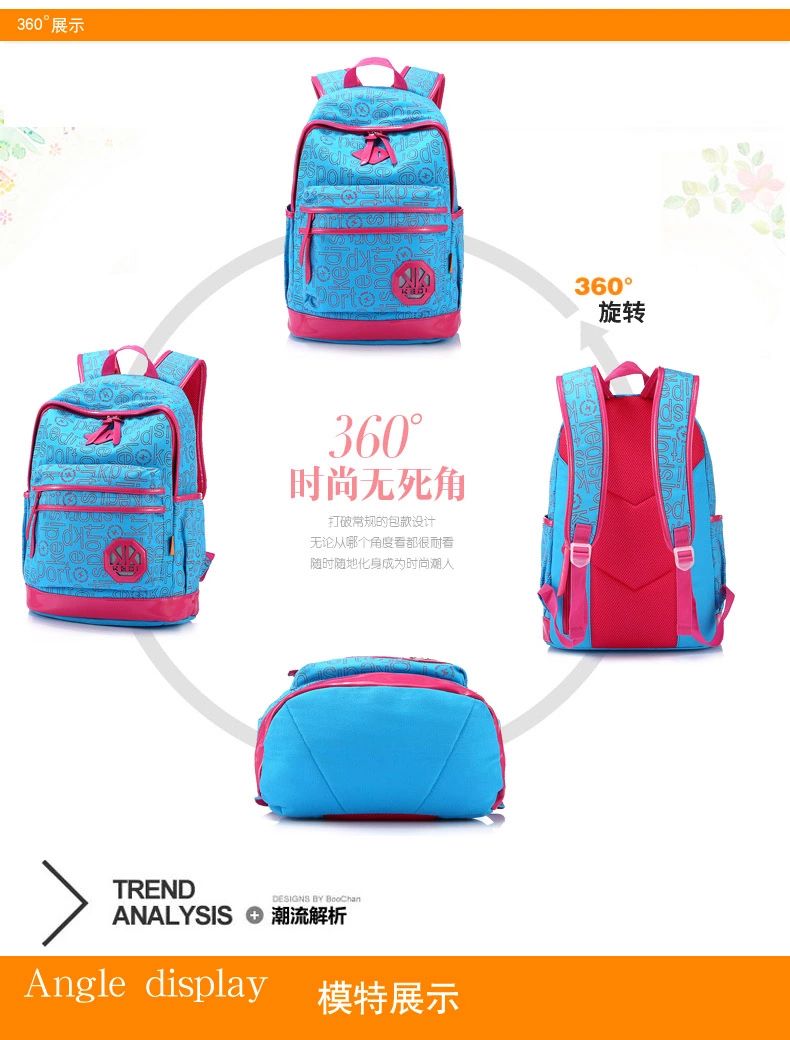 360°展示
360°
旋转
360°
时尚无死角
打破常规的包款设计
无论从哪个角度看都很耐看
随时随地化身成为时尚潮人
TREND
ANALYSIS
DESIGNS BY BooChan
潮流解析
Angle display
模特展示